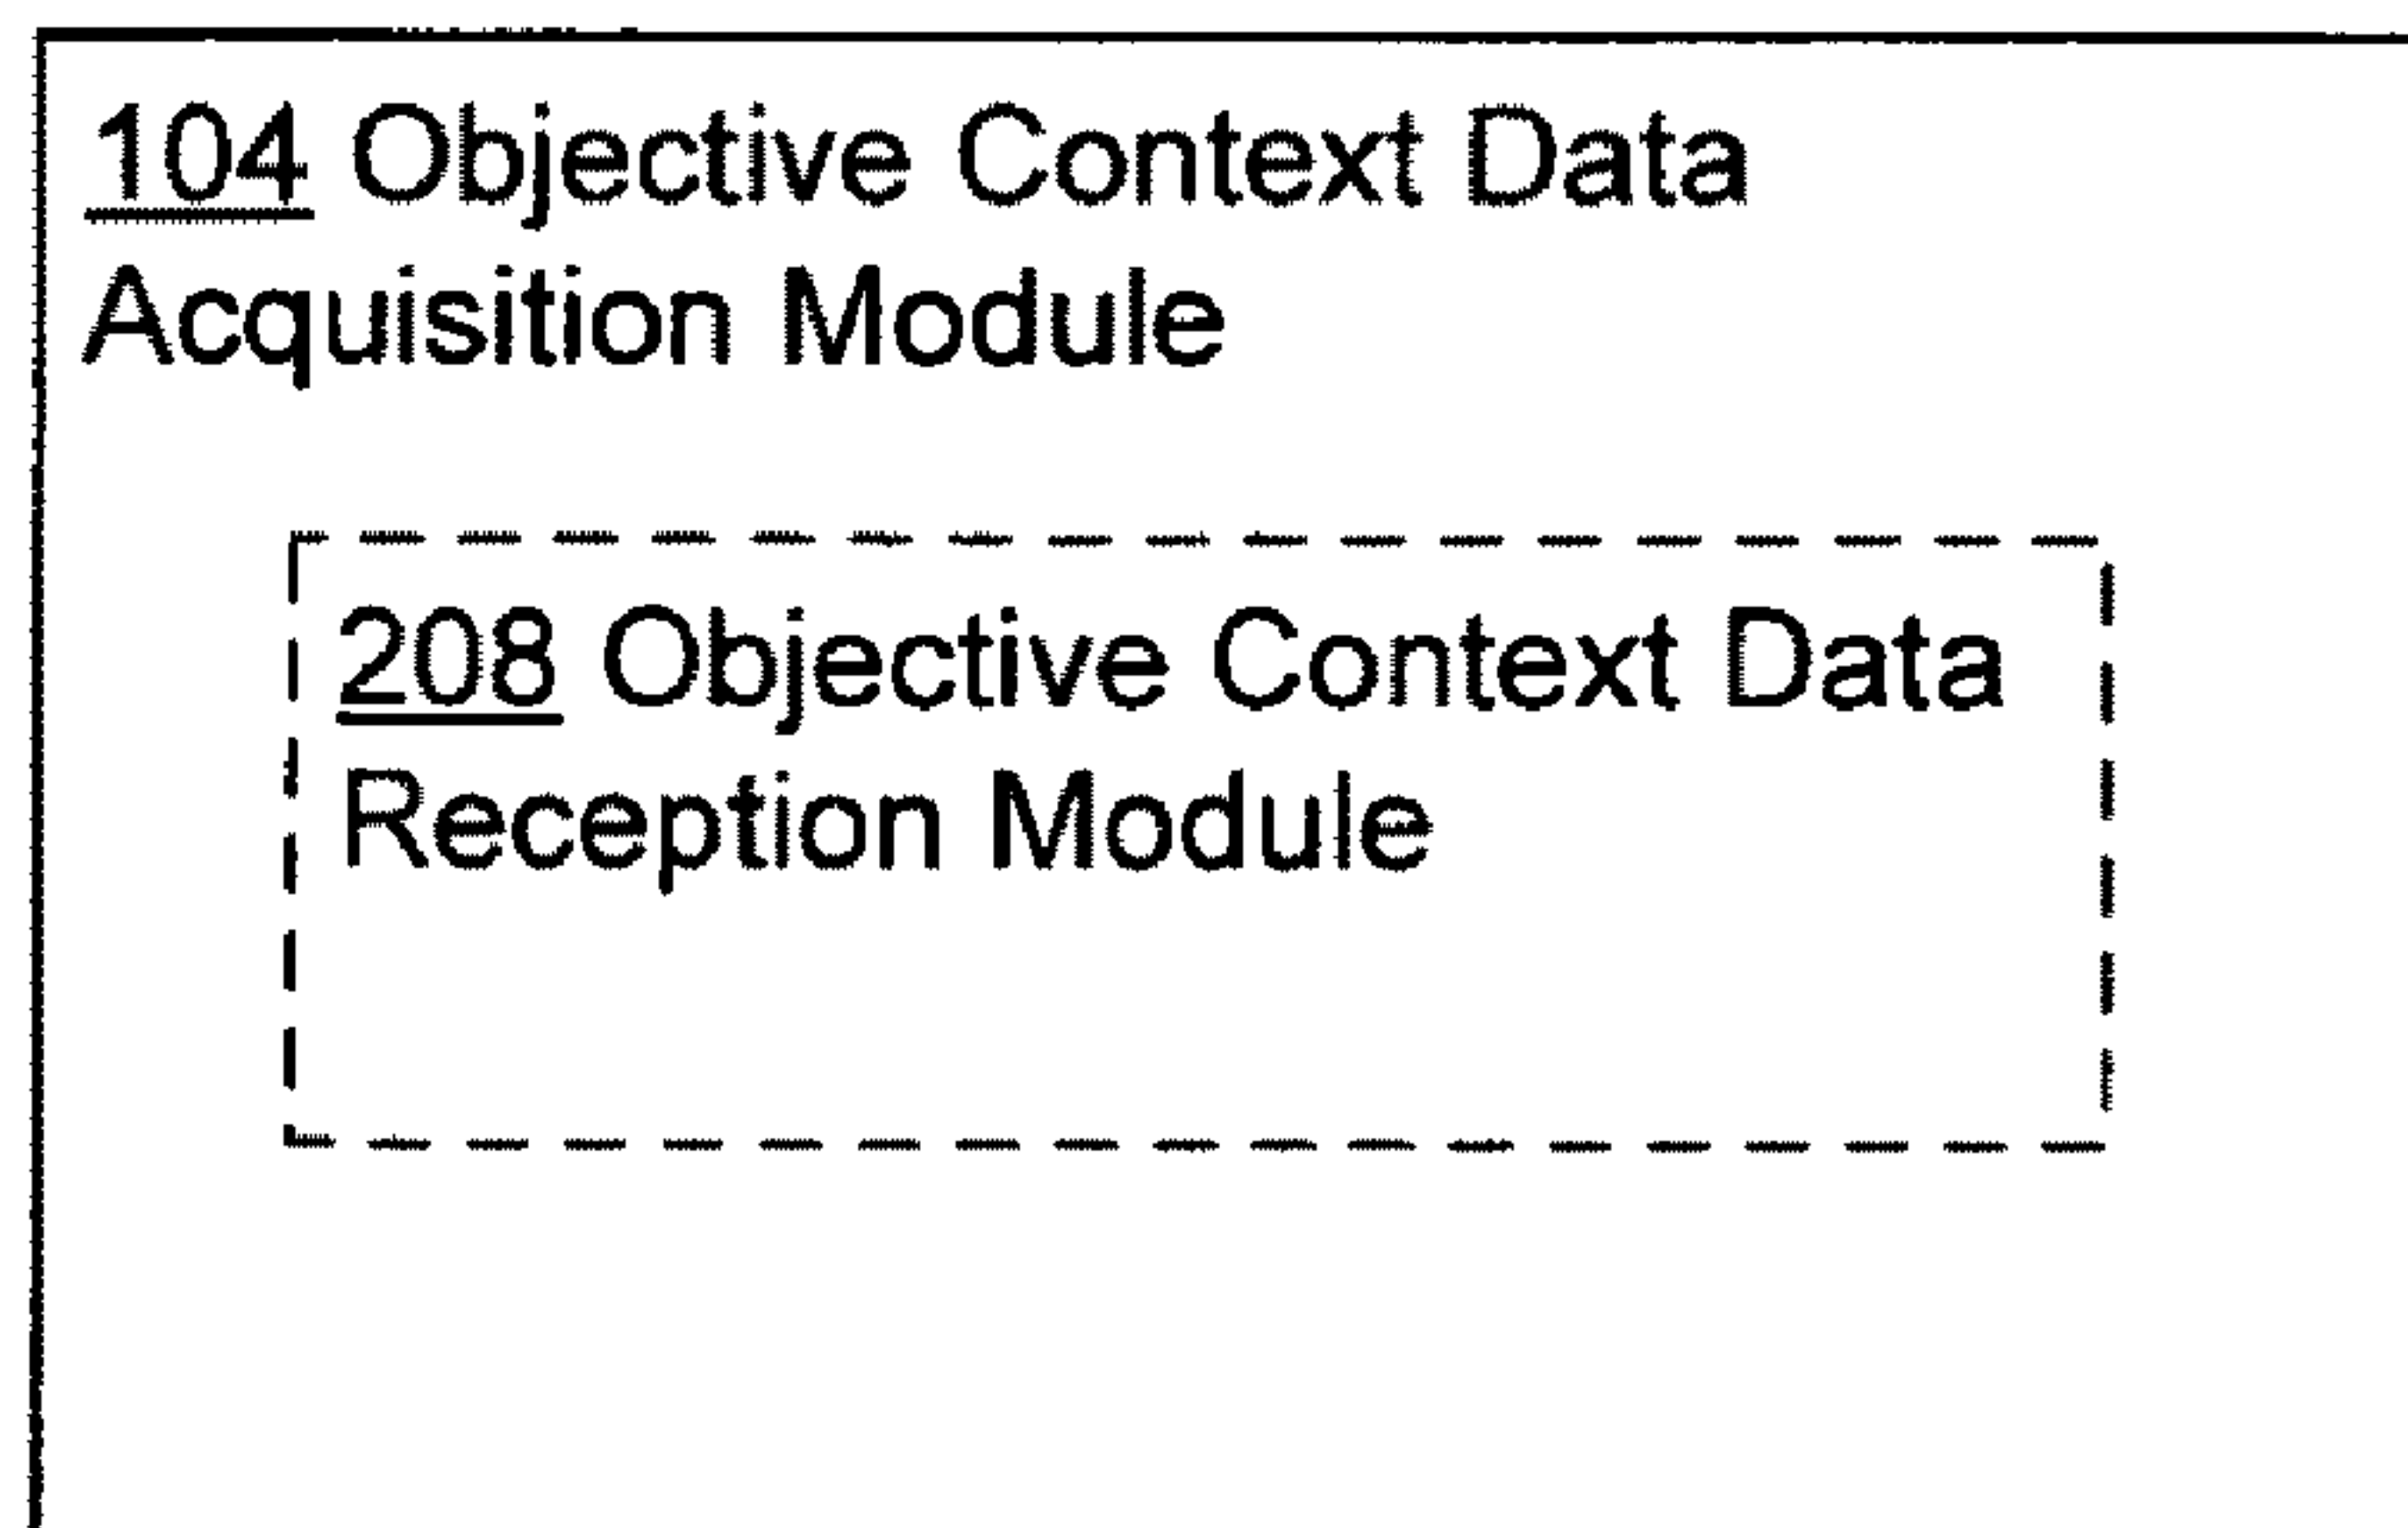 104 Objective Context Data
Acquisition Module
208 Objective Context Data
Reception Module